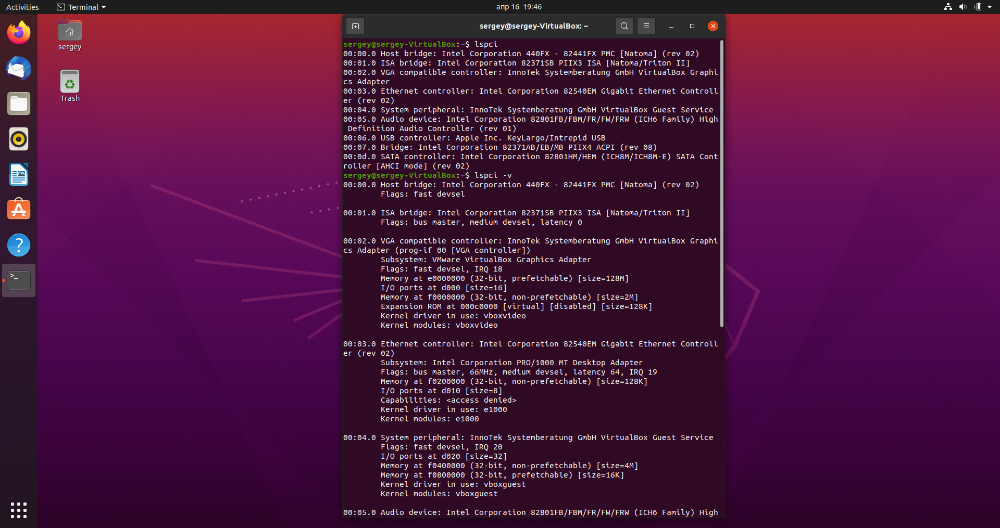 Activities
Terminal
апр 16 19:46
sergey
Trash
sergey@sergey-VirtualBox: ~
sergey@sergey-VirtualBox:~$ lspci
00:00.0 Host bridge: Intel Corporation 440FX - 82441FX PMC [Natoma] (rev 02)
00:01.0 ISA bridge: Intel Corporation 82371SB PIIX3 ISA [Natoma/Triton II]
00:02.0 VGA compatible controller: InnoTek Systemberatung GmbH VirtualBox Graphi
cs Adapter
00:03.0 Ethernet controller: Intel Corporation 82540EM Gigabit Ethernet Controll
er (rev 02)
00:04.0 System peripheral: InnoTek Systemberatung GmbH VirtualBox Guest Service
00:05.0 Audio device: Intel Corporation 82801FB/FBM/FR/FW/FRW (ICH6 Family) High
 Definition Audio Controller (rev 01)
00:06.0 USB controller: Apple Inc. KeyLargo/Intrepid USB
00:07.0 Bridge: Intel Corporation 82371AB/EB/MB PIIX4 ACPI (rev 08)
00:0d.0 SATA controller: Intel Corporation 82801HM/HEM (ICH8M/ICH8M-E) SATA Cont
roller [AHCI mode] (rev 02)
sergey@sergey-VirtualBox:~$ lspci -v
00:00.0 Host bridge: Intel Corporation 440FX - 82441FX PMC [Natoma] (rev 02)
Flags: fast devsel
00:01.0 ISA bridge: Intel Corporation 82371SB PIIX3 ISA [Natoma/Triton II]
Flags: bus master, medium devsel, latency 0
00:02.0 VGA compatible controller: InnoTek Systemberatung GmbH VirtualBox Graphi
cs Adapter (prog-if 00 [VGA controller])
Subsystem: VMware VirtualBox Graphics Adapter
Flags: fast devsel, IRQ 18
Memory at e0000000 (32-bit, prefetchable) [size=128M]
I/O ports at d000 [size=16]
Memory at f0000000 (32-bit, non-prefetchable) [size=2M]
Expansion ROM at 000c0000 [virtual] [disabled] [size=128K]
Kernel driver in use: vboxvideo
Kernel modules: vboxvideo
00:03.0 Ethernet controller: Intel Corporation 82540EM Gigabit Ethernet Controll
er (rev 02)
Subsystem: Intel Corporation PRO/1000 MT Desktop Adapter
Flags: bus master, 66MHz, medium devsel, latency 64, IRQ 19
Memory at f0200000 (32-bit, non-prefetchable) [size=128K]
I/O ports at d010 [size=8]
Capabilities: <access denied>
Kernel driver in use: e1000
Kernel modules: e1000
00:04.0 System peripheral: InnoTek Systemberatung GmbH VirtualBox Guest Service
Flags: fast devsel, IRQ 20
I/O ports at d020 [size=32]
Memory at f0400000 (32-bit, non-prefetchable) [size=4M]
Memory at f0800000 (32-bit, prefetchable) [size=16K]
Kernel driver in use: vboxguest
Kernel modules: vboxguest
00:05.0 Audio device: Intel Corporation 82801FB/FBM/FR/FW/FRW (ICH6 Family) High